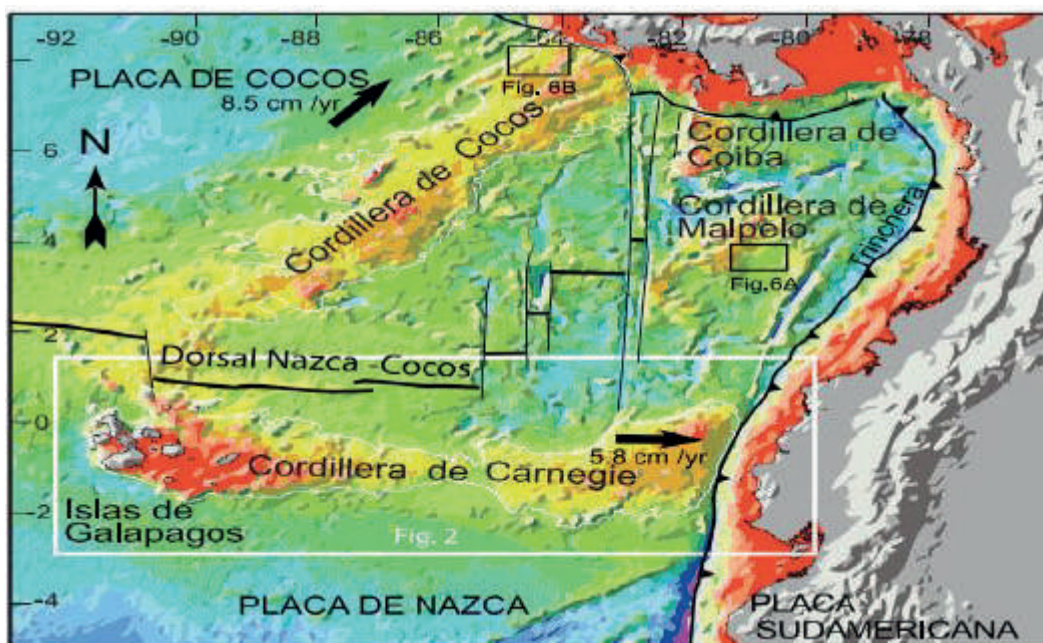 -92 -90 -88 -86 -84 -82 -80 -78
PLACA DE COCOS
8.5 cm /yr
Fig. 6B
N
6
Cordillera de Cocos
Cordillera de
Coiba
Cordillera de
Malpelo
Trinchera
4
Fig.6A
2
Dorsal Nazca -Cocos
0
5.8 cm /yr
Cordillera de Carnegie
Islas de
Galapagos
-2
Fig. 2
-4
PLACA DE NAZCA
PLACA
SUDAMERICANA